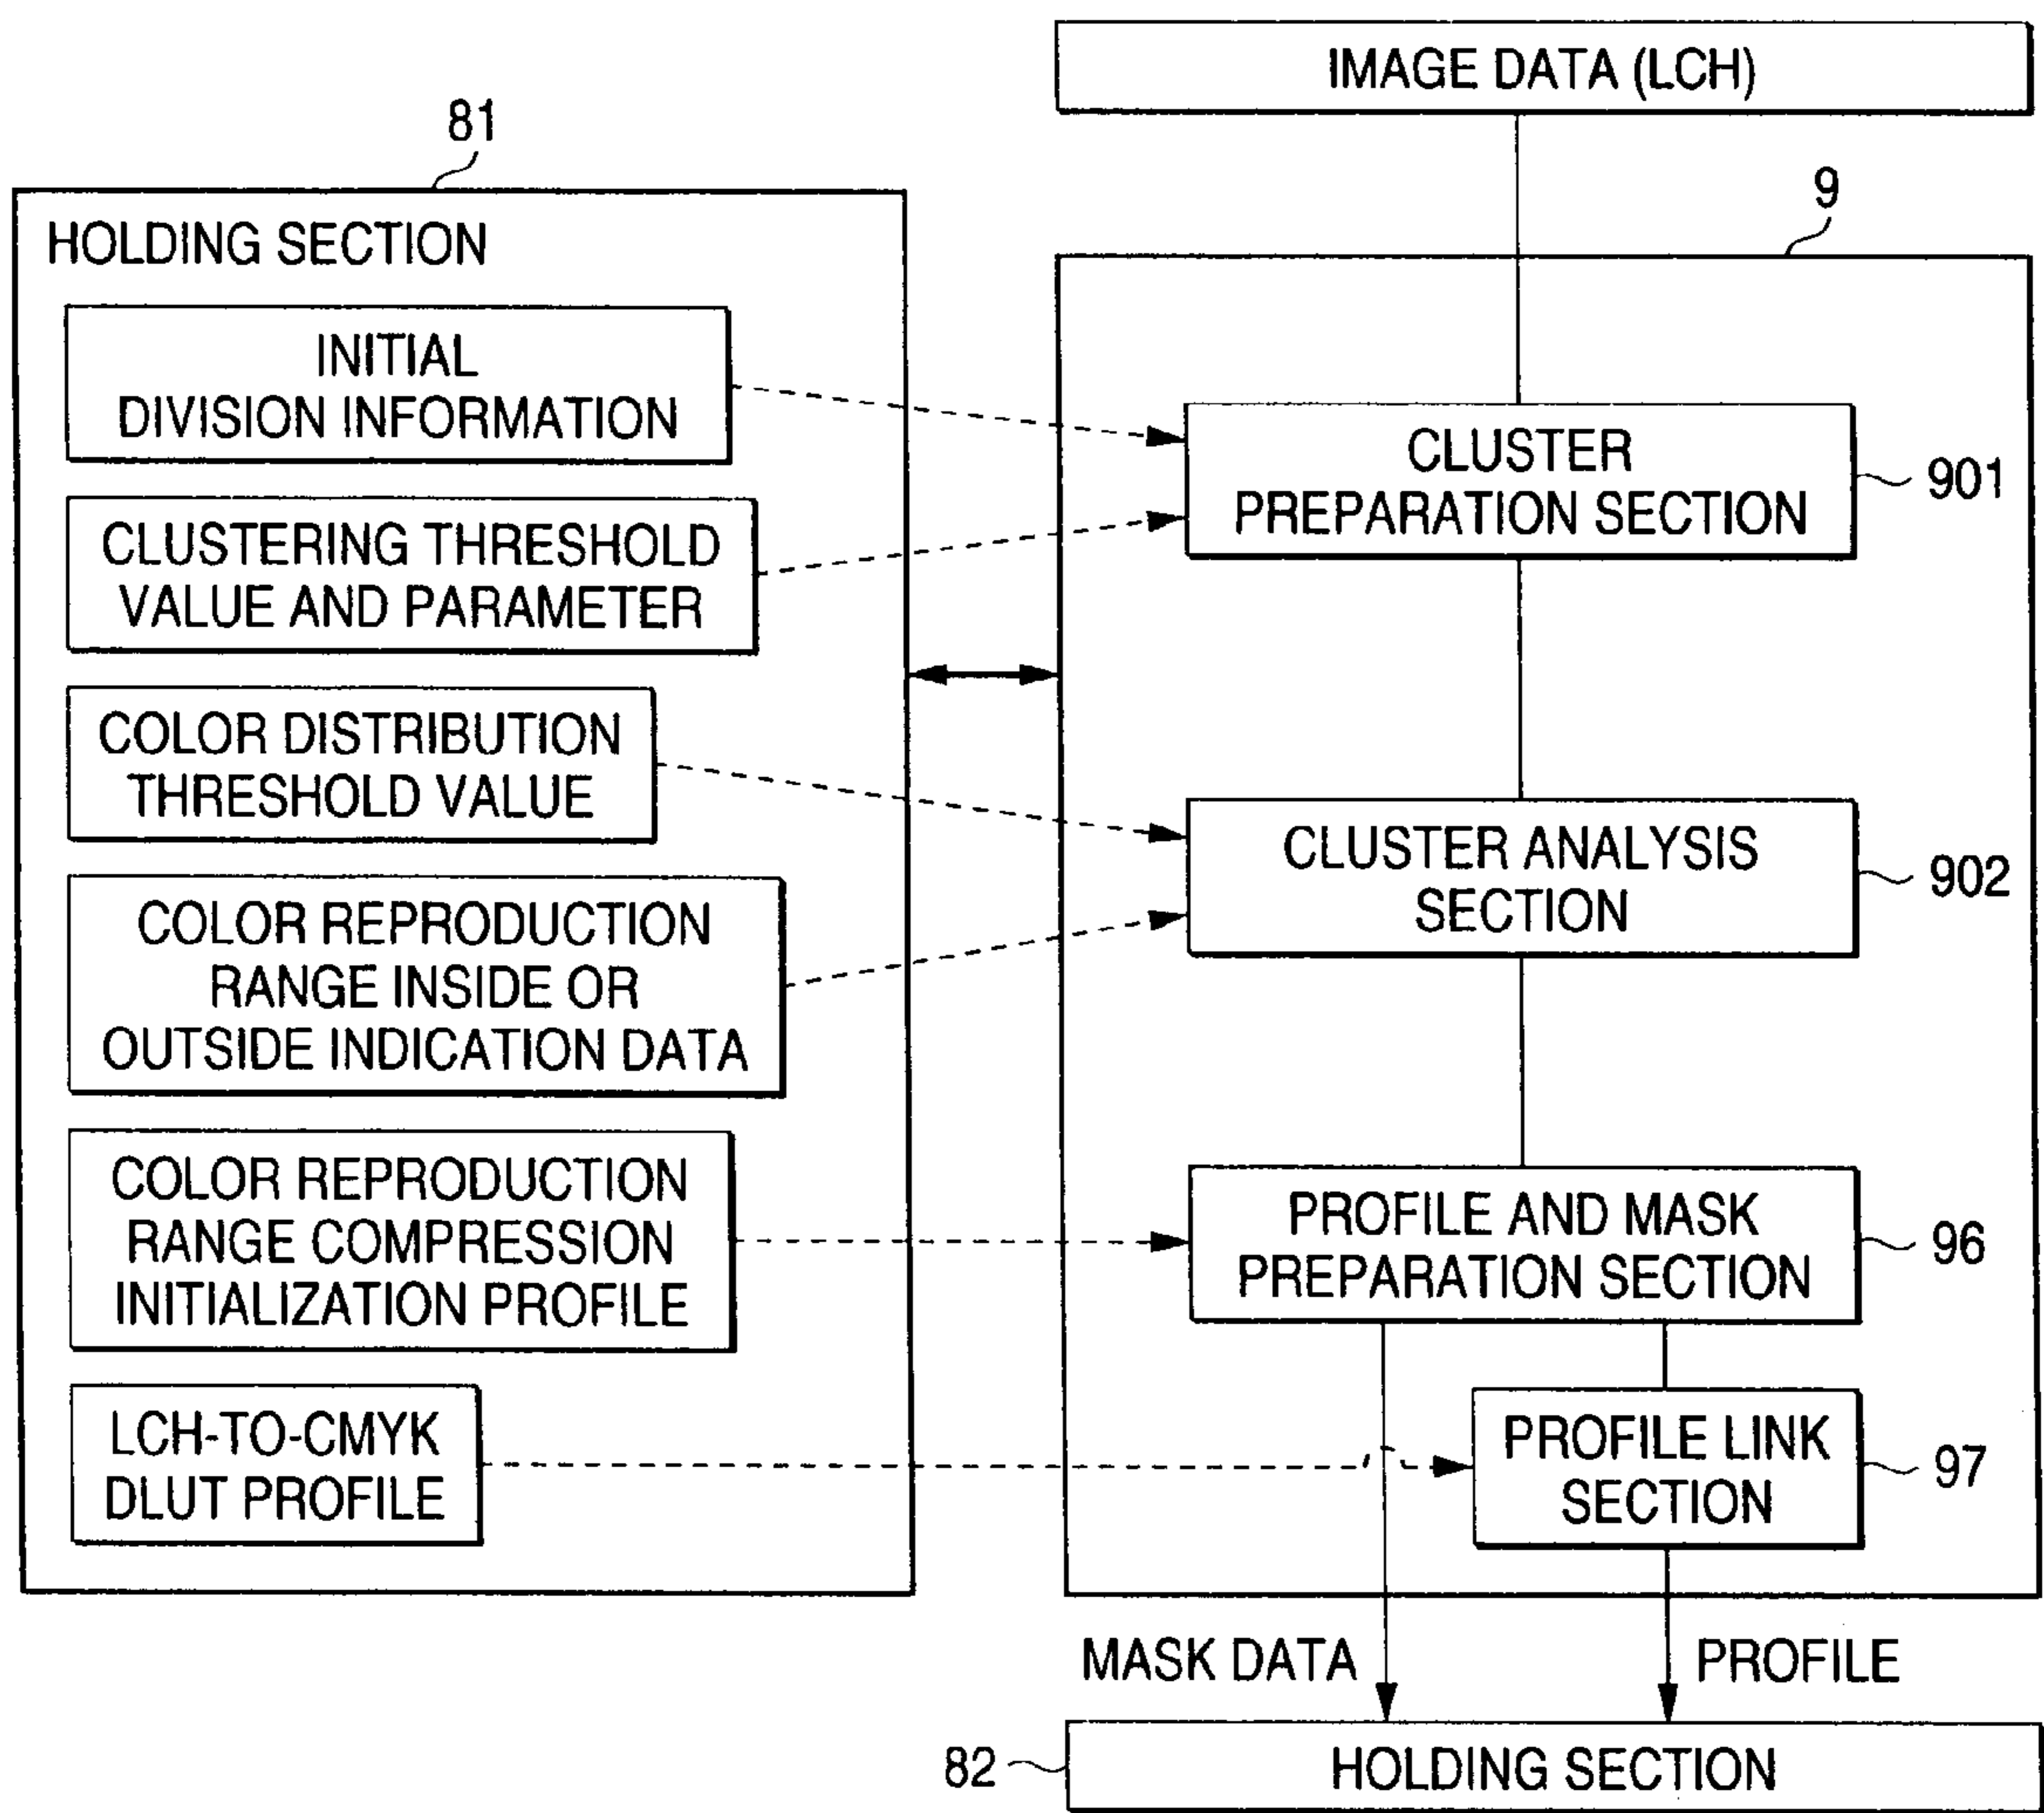 IMAGE DATA (LCH)
81
HOLDING SECTION
INITIAL
DIVISION INFORMATION
CLUSTERING THRESHOLD
VALUE AND PARAMETER
COLOR DISTRIBUTION
THRESHOLD VALUE
COLOR REPRODUCTION
RANGE INSIDE OR
OUTSIDE INDICATION DATA
COLOR REPRODUCTION
RANGE COMPRESSION
INITIALIZATION PROFILE
LCH-TO-CMYK
DLUT PROFILE
9
CLUSTER
PREPARATION SECTION
901
CLUSTER ANALYSIS
SECTION
902
PROFILE AND MASK
PREPARATION SECTION
96
PROFILE LINK
SECTION
97
MASK DATA
PROFILE
82
HOLDING SECTION